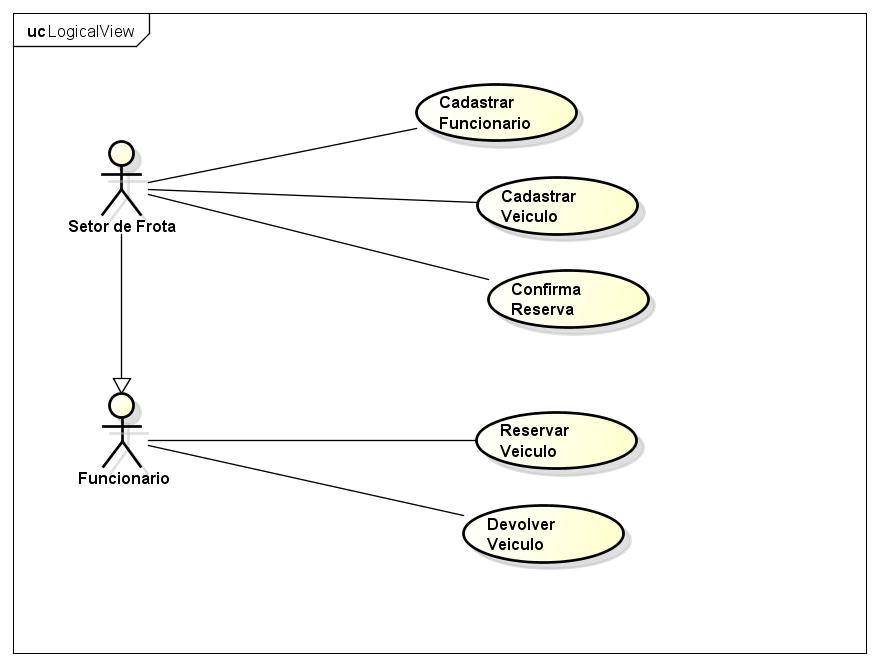 uc LogicalView
Cadastrar
Funcionario
Setor de Frota
Cadastrar
Veiculo
Confirma
Reserva
Funcionario
Reservar
Veiculo
Devolver
Veiculo